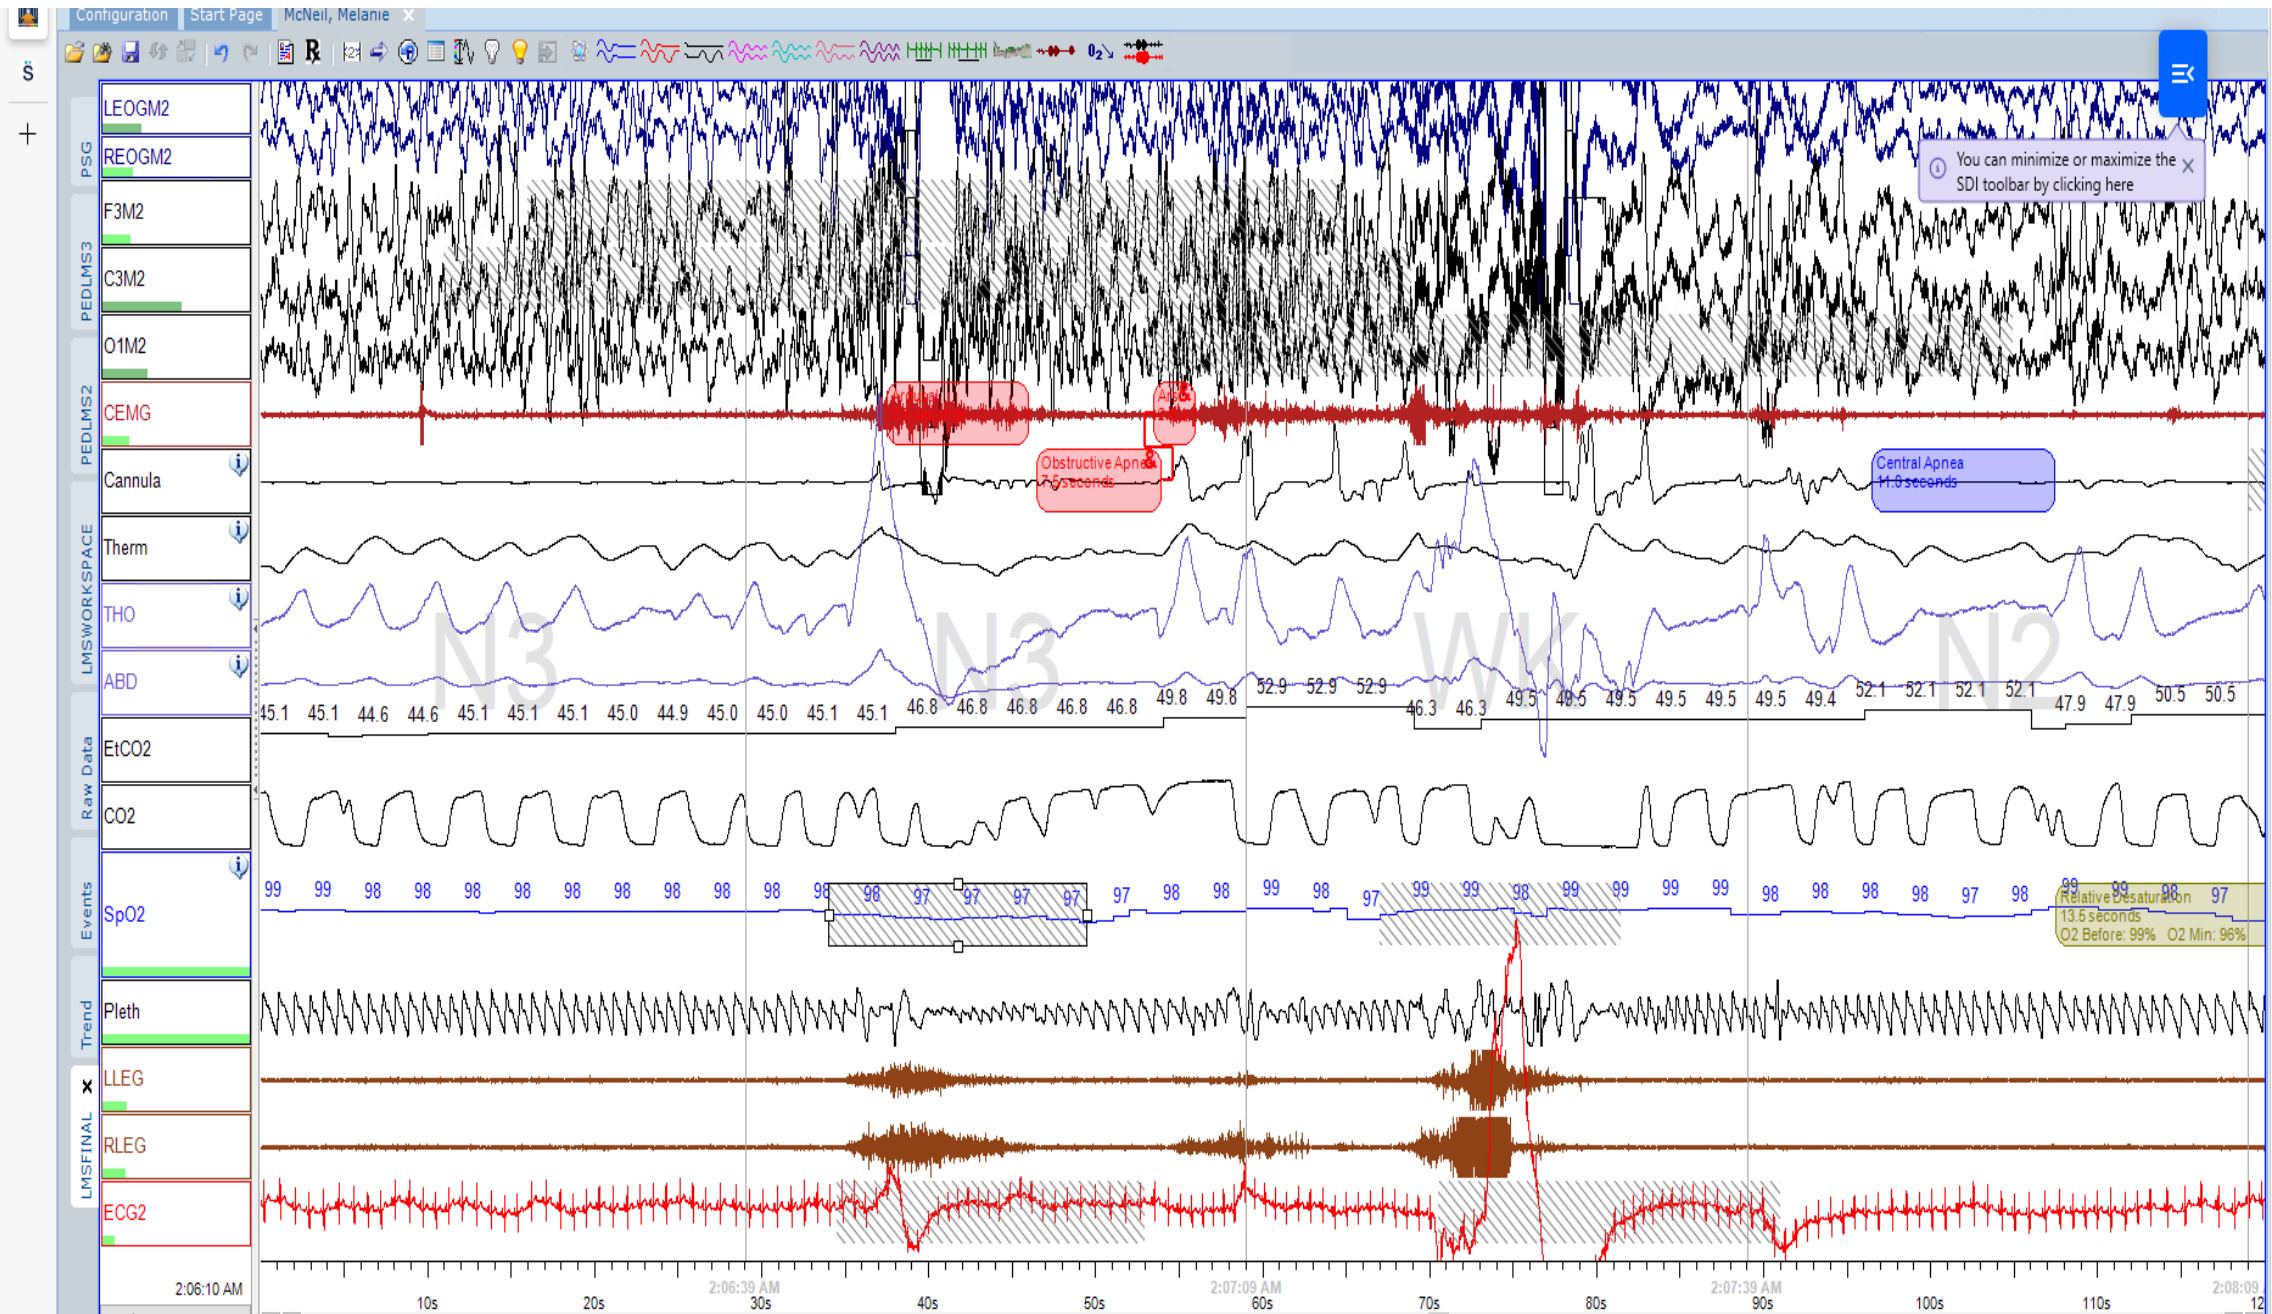 Configuration Start Page McNeil, Melanie x
S
You can minimize or maximize the
SDI toolbar by clicking here
PSG
PEDLMS3
PEDLMS2
LMSWORKSPACE
Raw Data
Events
Trend
LMSFINAL
LEOGM2
REOGM2
F3M2
C3M2
O1M2
CEMG
Cannula
Obstructive Apnea
7.5 seconds
Central Apnea
11.0 seconds
Therm
THO
N3 N3 WK N2
ABD
45.1 45.1 44.6 44.6 45.1 45.1 45.1 45.0 44.9 45.0 45.0 45.1 45.1 46.8 46.8 46.8 46.8 46.8 49.8 49.8 52.9 52.9 52.9 46.3 46.3 49.5 49.5 49.5 49.5 49.5 49.5 49.4 52.1 52.1 52.1 52.1 47.9 47.9 50.5 50.5
EtCO2
CO2
SpO2
99 99 98 98 98 98 98 98 98 98 98 98 98 97 97 97 97 97 98 98 99 98 97 99 99 98 99 99 99 99 98 98 98 98 97 98 99 99 98 97
Relative Desaturation
13.5 seconds
O2 Before: 99% O2 Min: 96%
Pleth
LLEG
RLEG
ECG2
2:06:10 AM 2:06:39 AM 2:07:09 AM 2:07:39 AM 2:08:09
10s 20s 30s 40s 50s 60s 70s 80s 90s 100s 110s 12